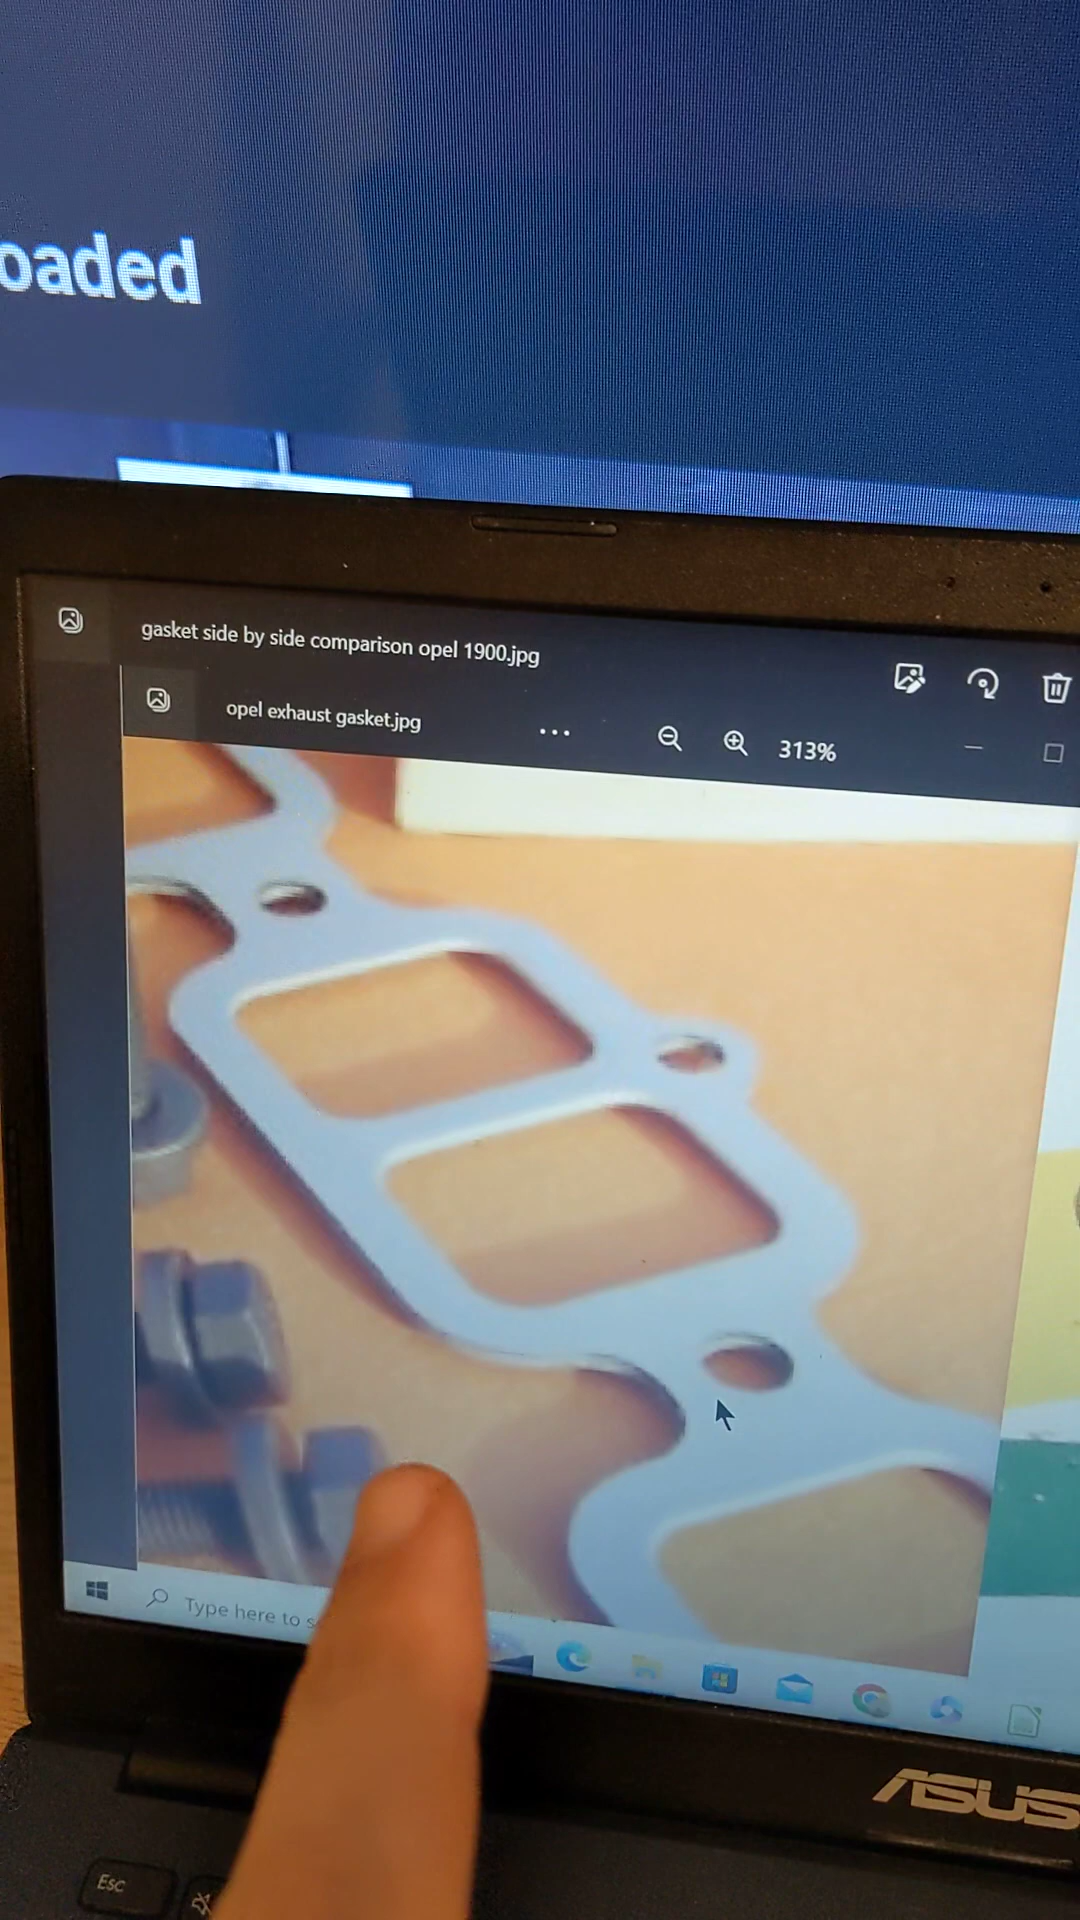 oaded
gasket side by side comparison opel 1900.jpg
opel exhaust gasket.jpg
313%
Type here to s
ASUS
Esc